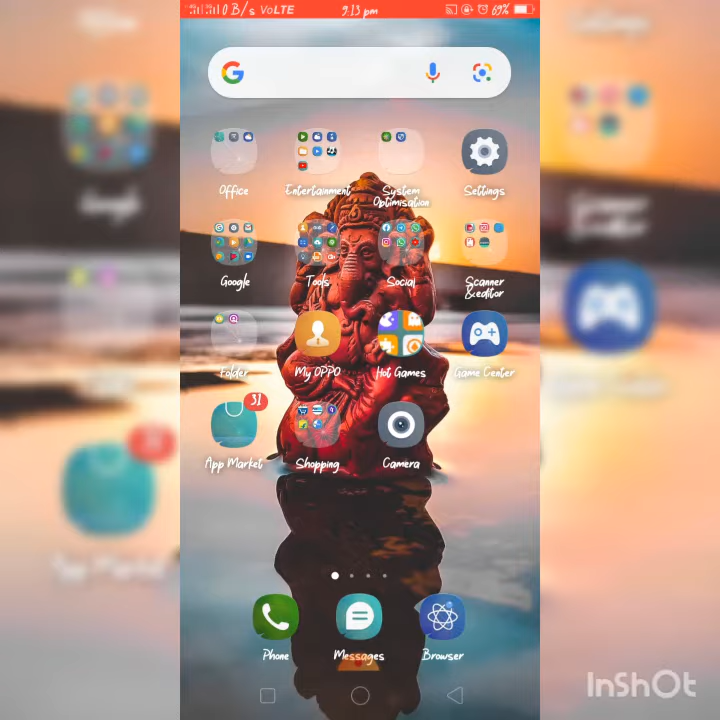 0 B/s VoLTE 9.13 pm 69%
Office Entertainment System Optimisation Settings
Google Tools Social Scanner &editor
Folder My OPPO Hot Games Game Center
31
App Market Shopping Camera
Phone Messages Browser
InShOt